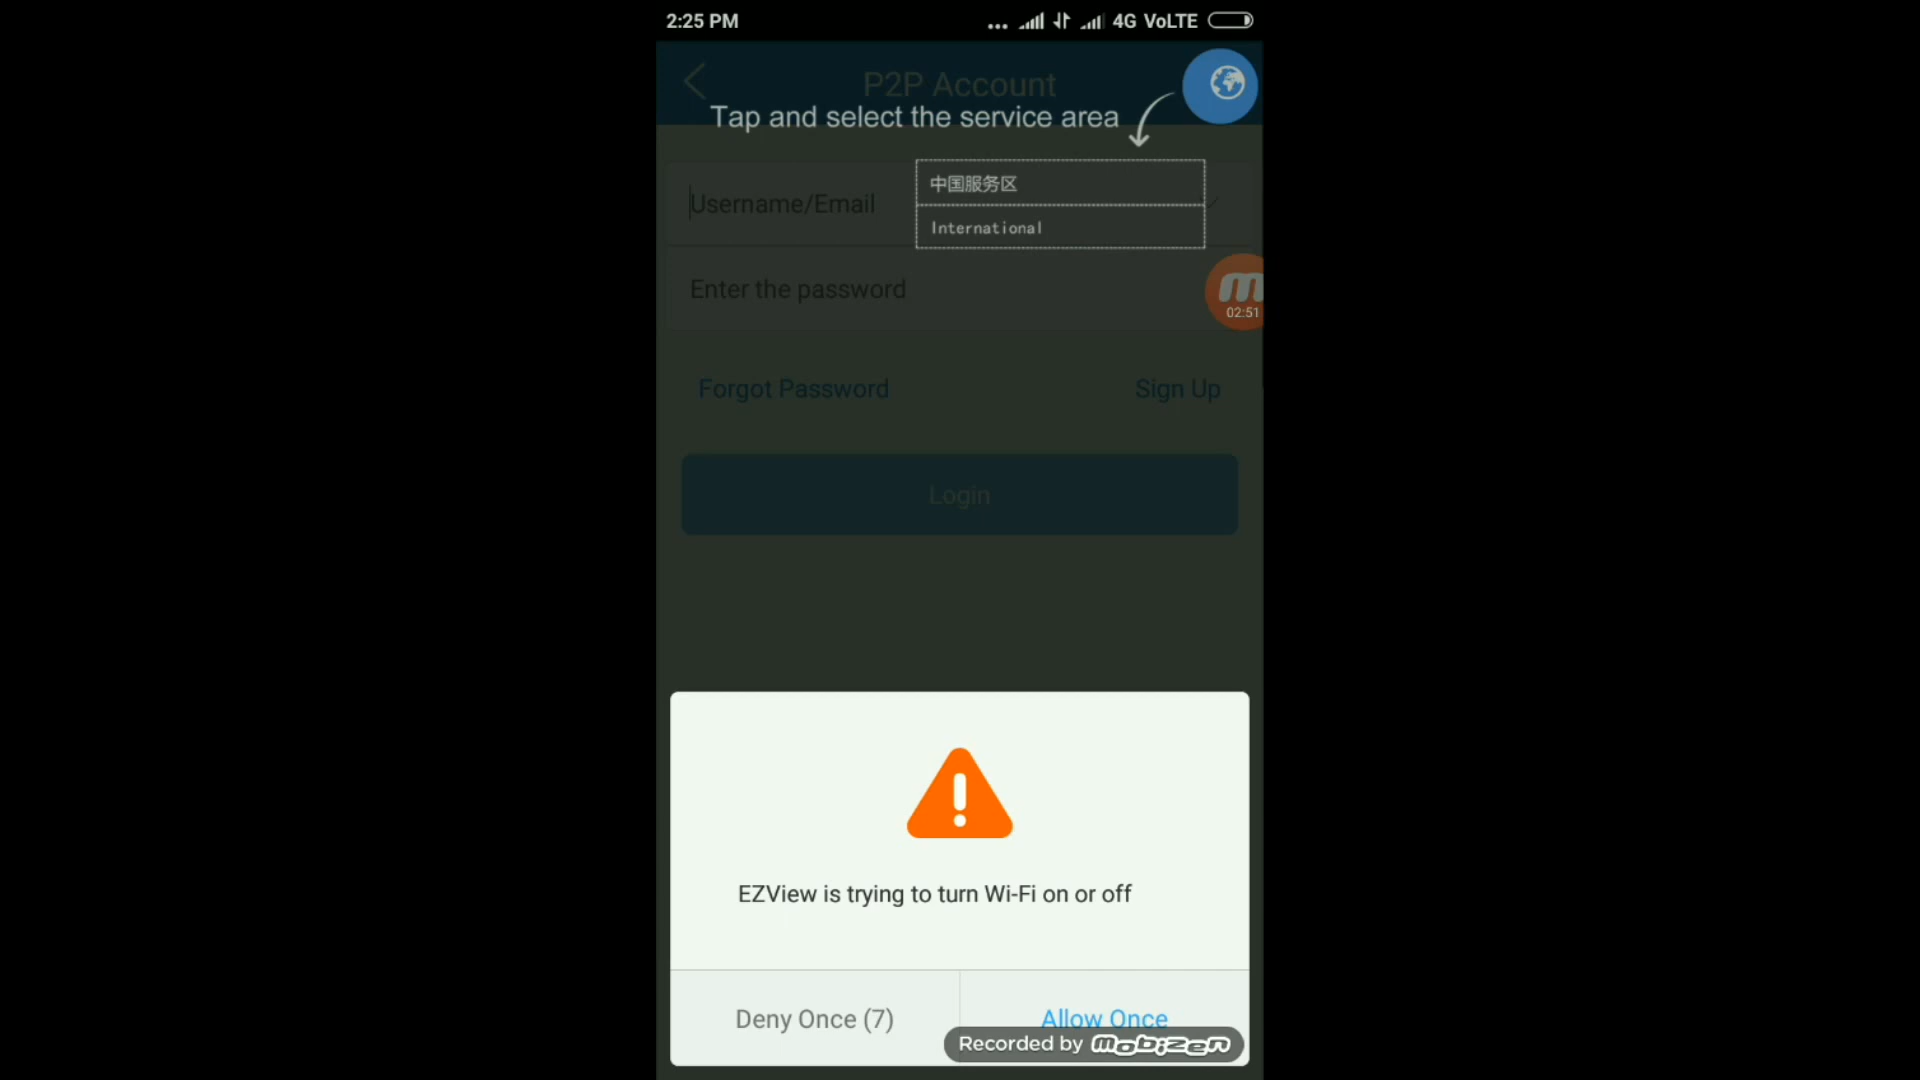 2:25 PM
... 4G VoLTE
P2P Account
Tap and select the service area
中国服务区
Username/Email
International
Enter the password
02:51
Forgot Password
Sign Up
Login
EZView is trying to turn Wi-Fi on or off
Deny Once (7)
Allow Once
Recorded by mobizen